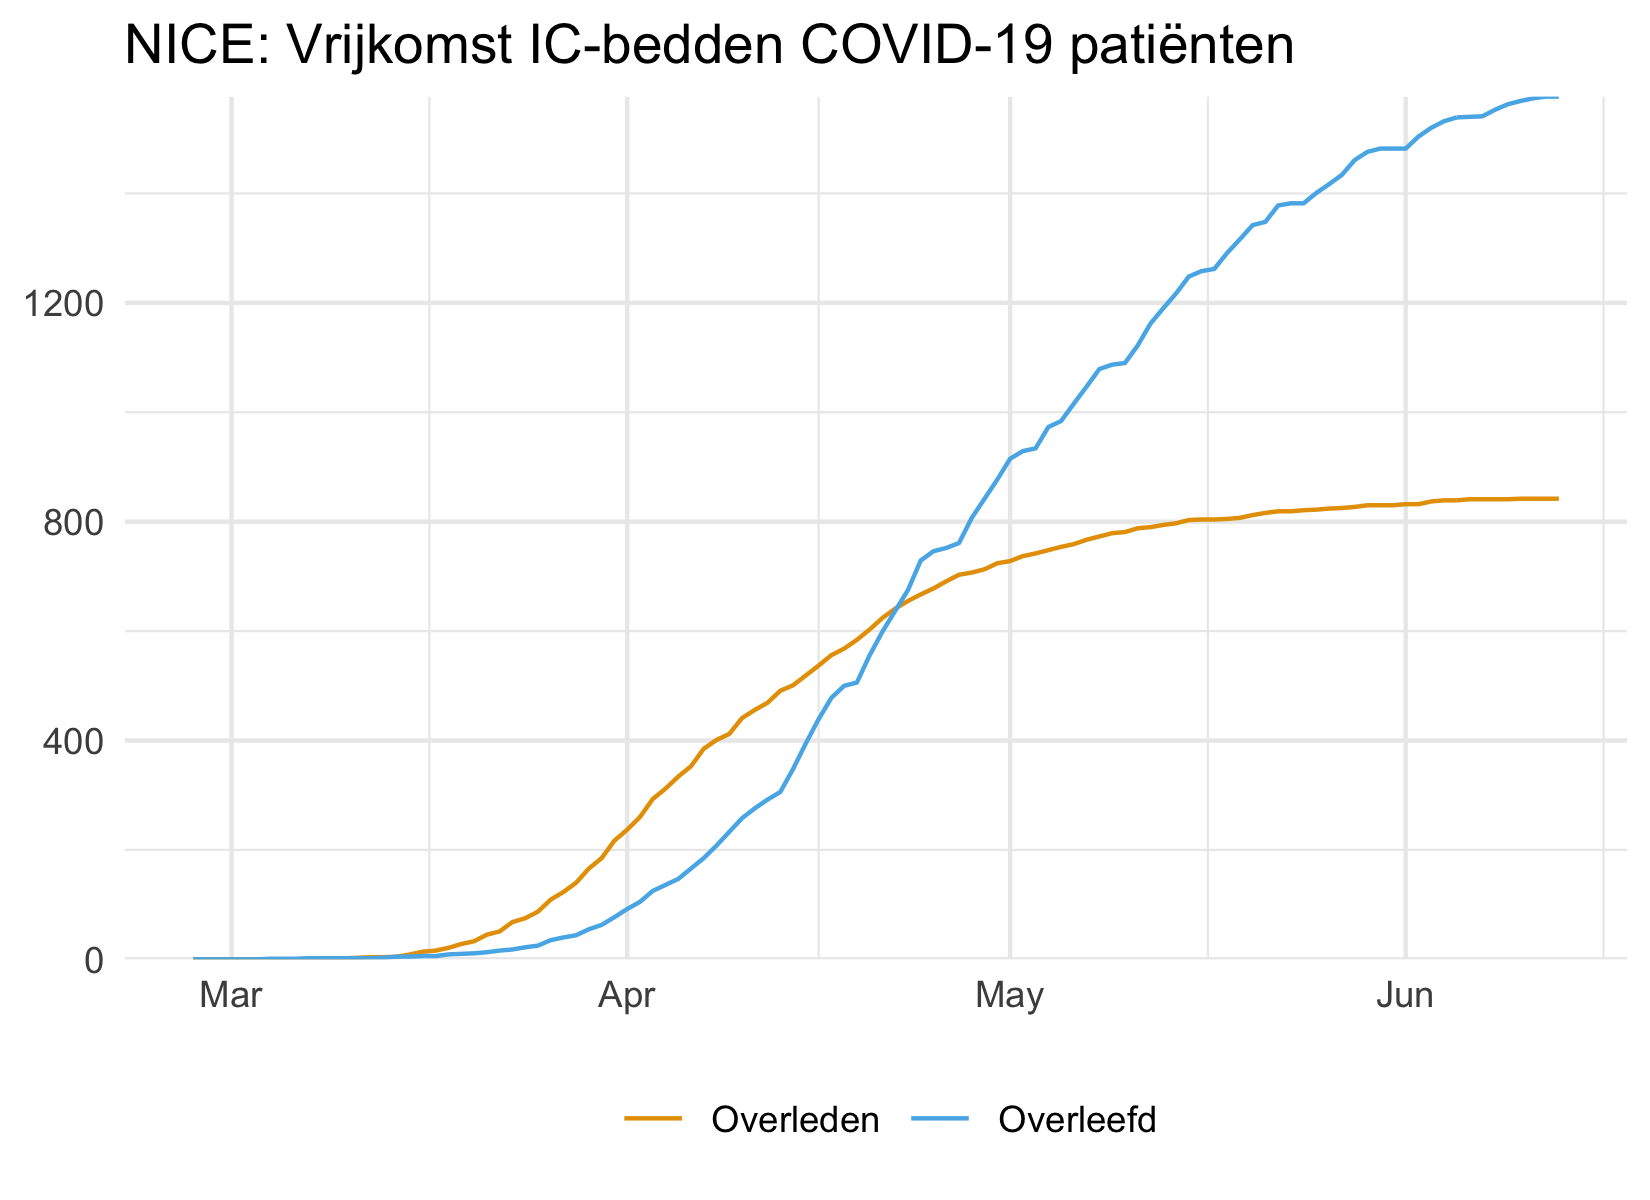 NICE: Vrijkomst IC-bedden COVID-19 patiënten
1200
800
400
0
Mar Apr May Jun
Overleden Overleefd